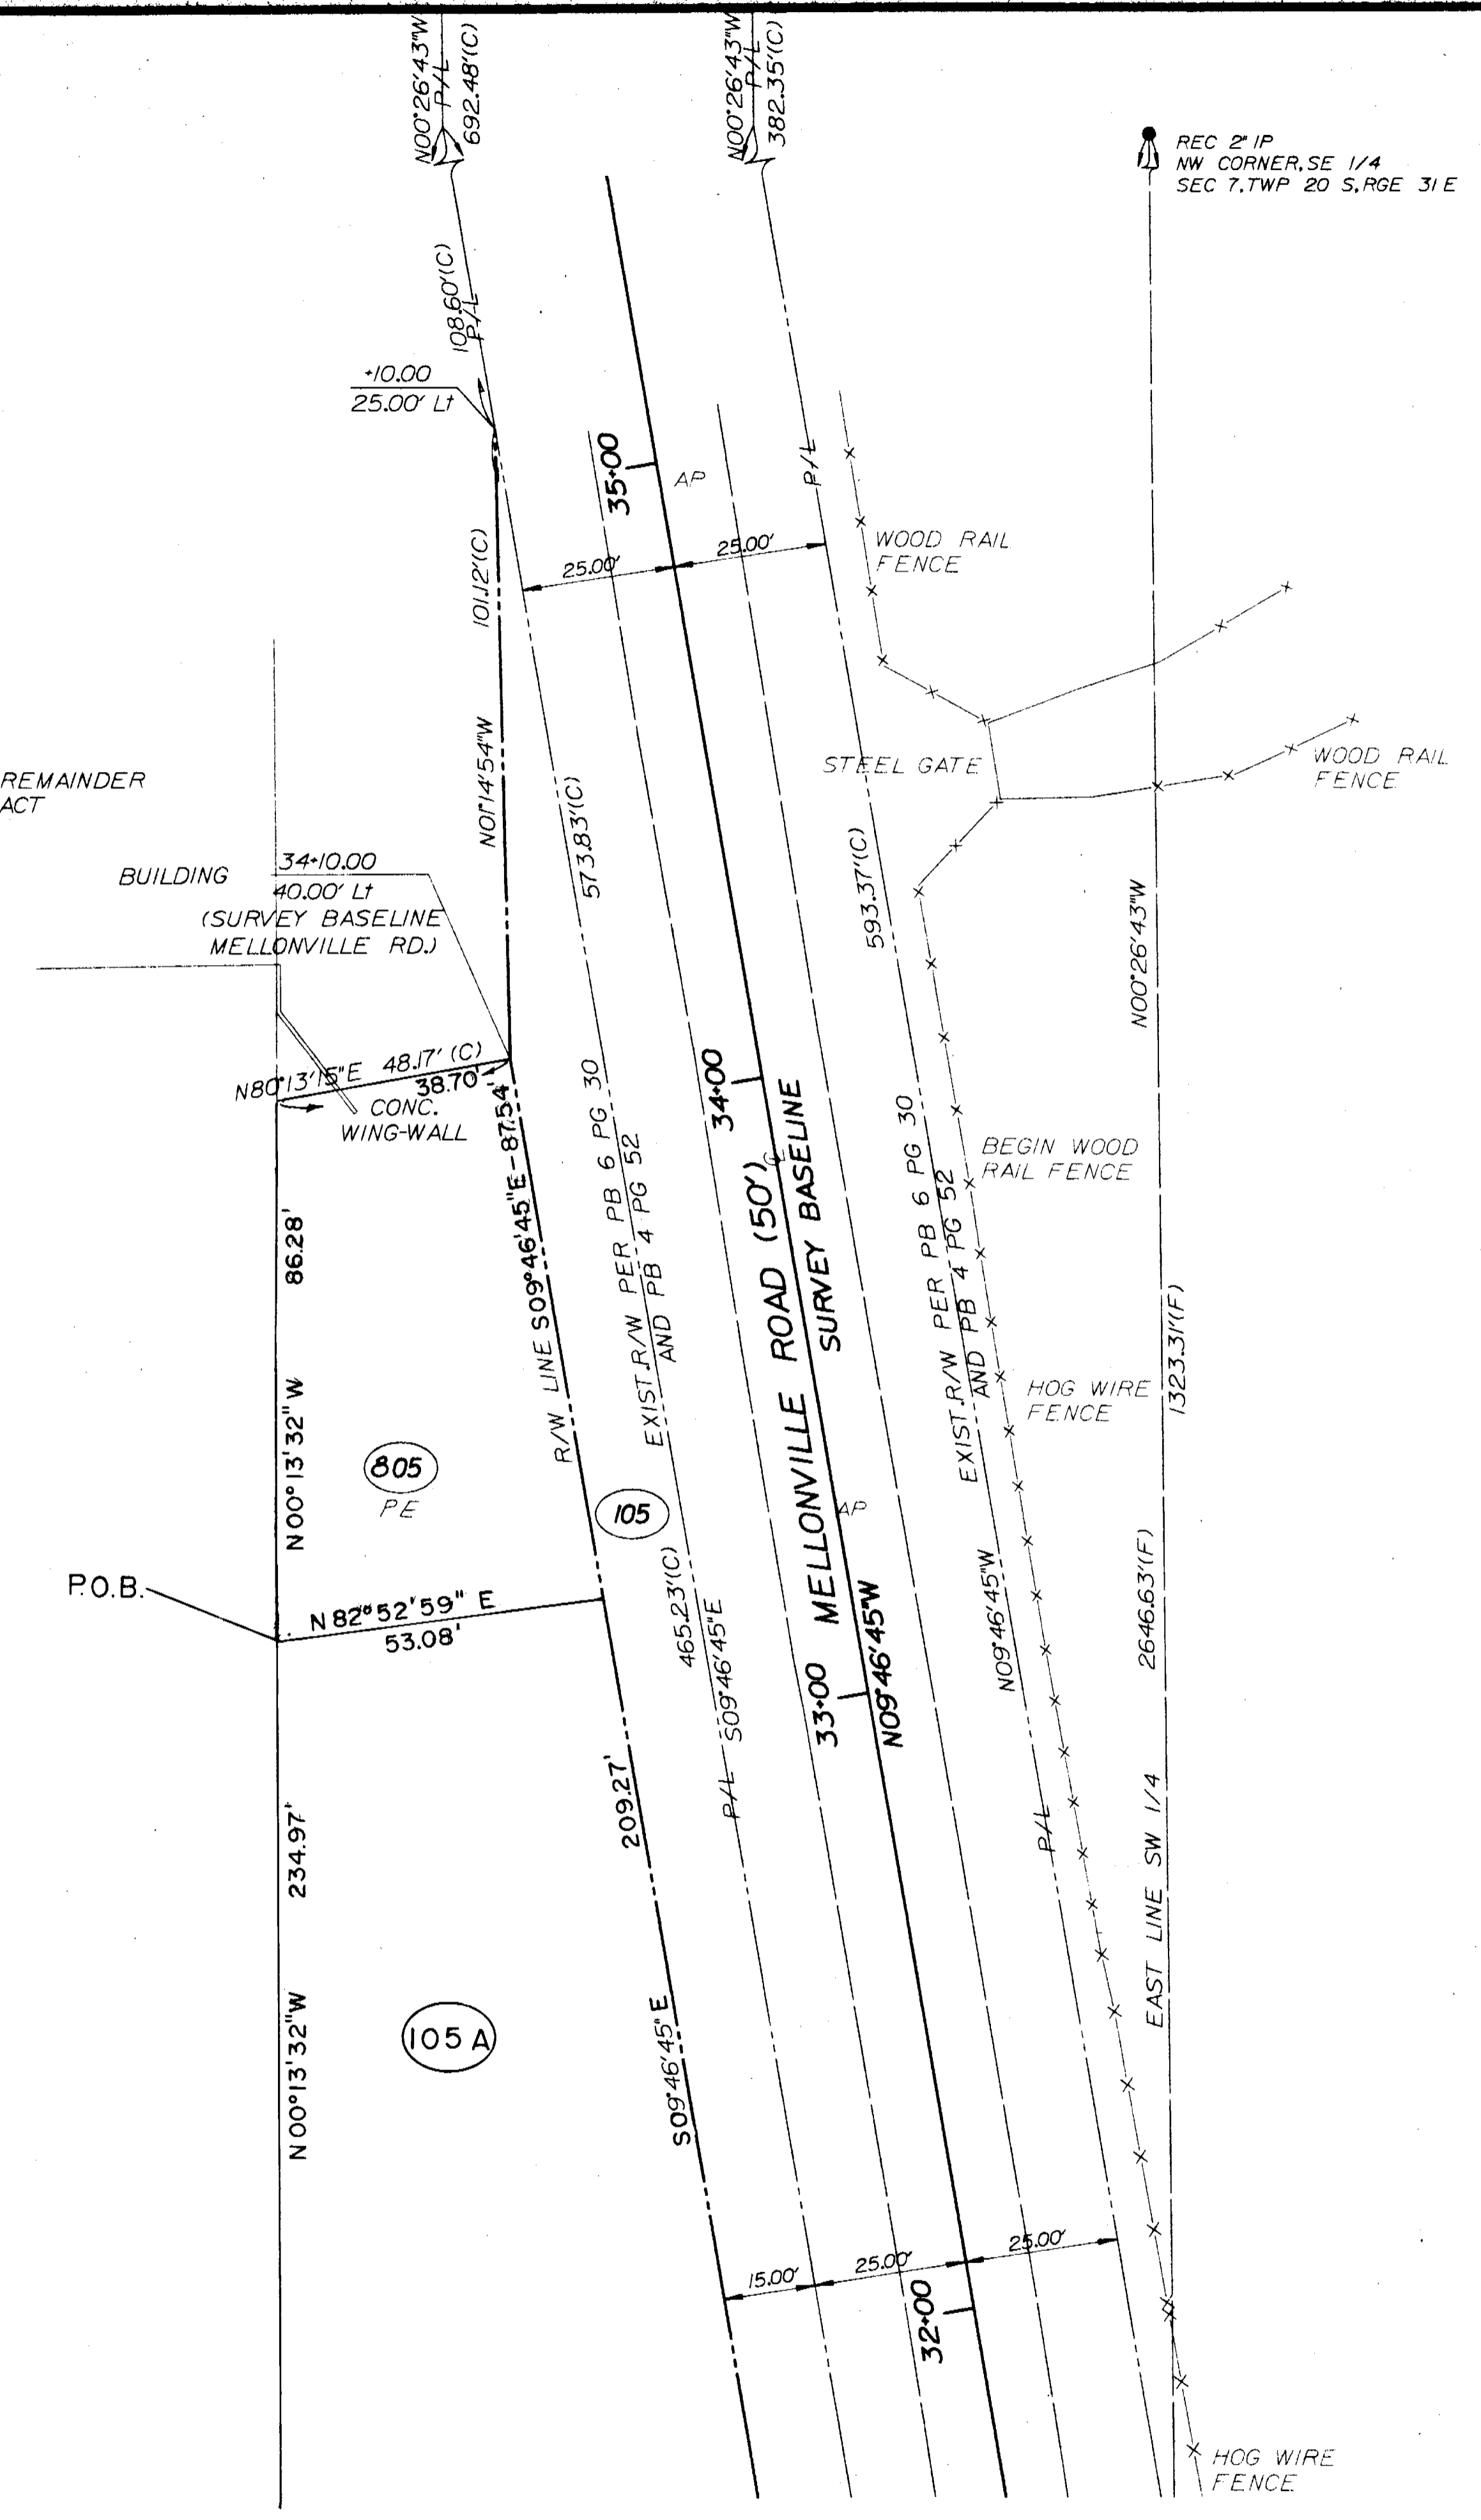 N00°26'43"W
P/L
692.48'(C)
N00°26'43"W
P/L
382.35'(C)
REC 2" IP
NW CORNER, SE 1/4
SEC 7, TWP 20 S, RGE 31 E
108.60'(C)
P/L
+10.00
25.00' Lt
35+00
AP
P/L
25.00'
25.00'
WOOD RAIL
FENCE
101.12'(C)
N01°14'54"W
STEEL GATE
WOOD RAIL
FENCE
REMAINDER
ACT
573.83'(C)
593.37'(C)
BUILDING
34+10.00
40.00' Lt
(SURVEY BASELINE
MELLONVILLE RD.)
N00°26'43"W
N80°13'15"E 48.17' (C)
38.70'
CONC.
WING-WALL
34+00
BEGIN WOOD
RAIL FENCE
86.28'
R/W LINE S09°46'45"E-87.54'
EXIST. R/W PER PB 6 PG 30
AND PB 4 PG 52
MELLONVILLE ROAD (50')
SURVEY BASELINE
EXIST. R/W PER PB 6 PG 30
AND PB 4 PG 52
1323.31'(F)
HOG WIRE
FENCE
N00°13'32"W
805
PE
105
AP
P.O.B.
N82°52'59" E
53.08'
465.23'(C)
S09°46'45"E
P/L
33+00
N09°46'45"W
N09°46'45"W
P/L
2646.63'(F)
EAST LINE SW 1/4
234.97'
209.27'
N00°13'32"W
105 A
S09°46'45"E
15.00'
25.00'
25.00'
32+00
HOG WIRE
FENCE